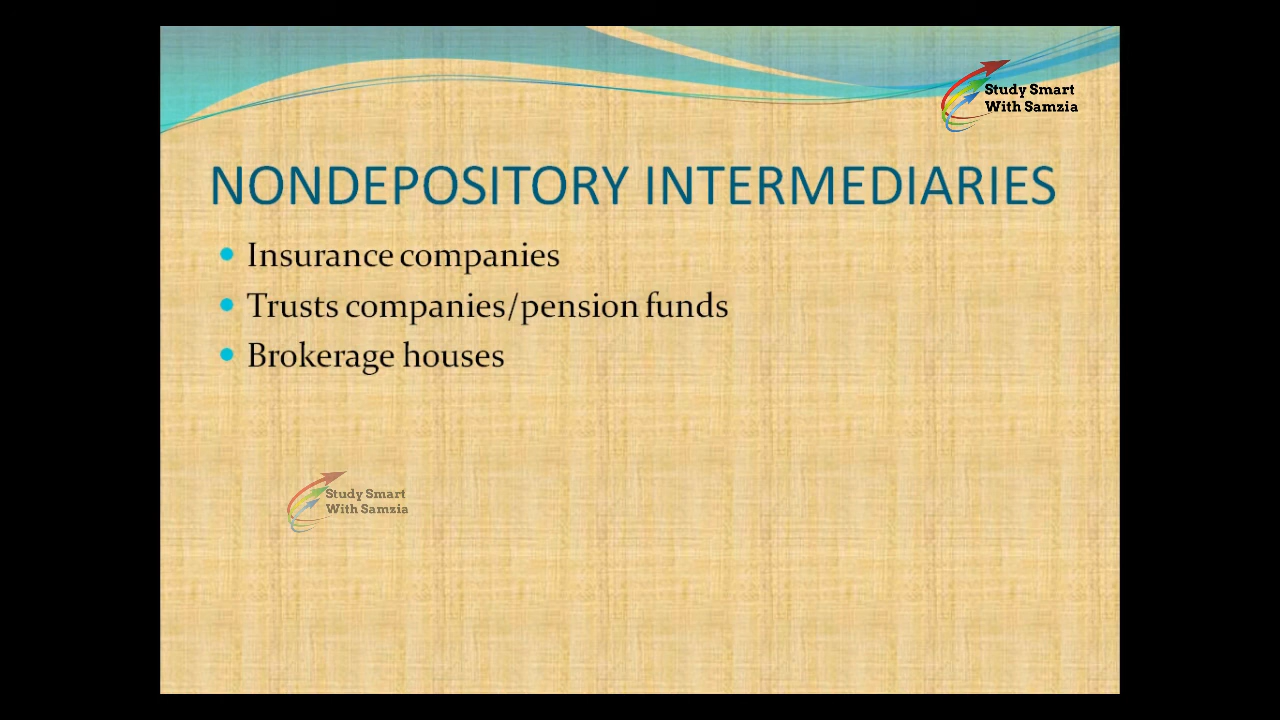 Study Smart
With Samzia
NONDEPOSITORY INTERMEDIARIES
Insurance companies
Trusts companies/pension funds
Brokerage houses
Study Smart
With Samzia